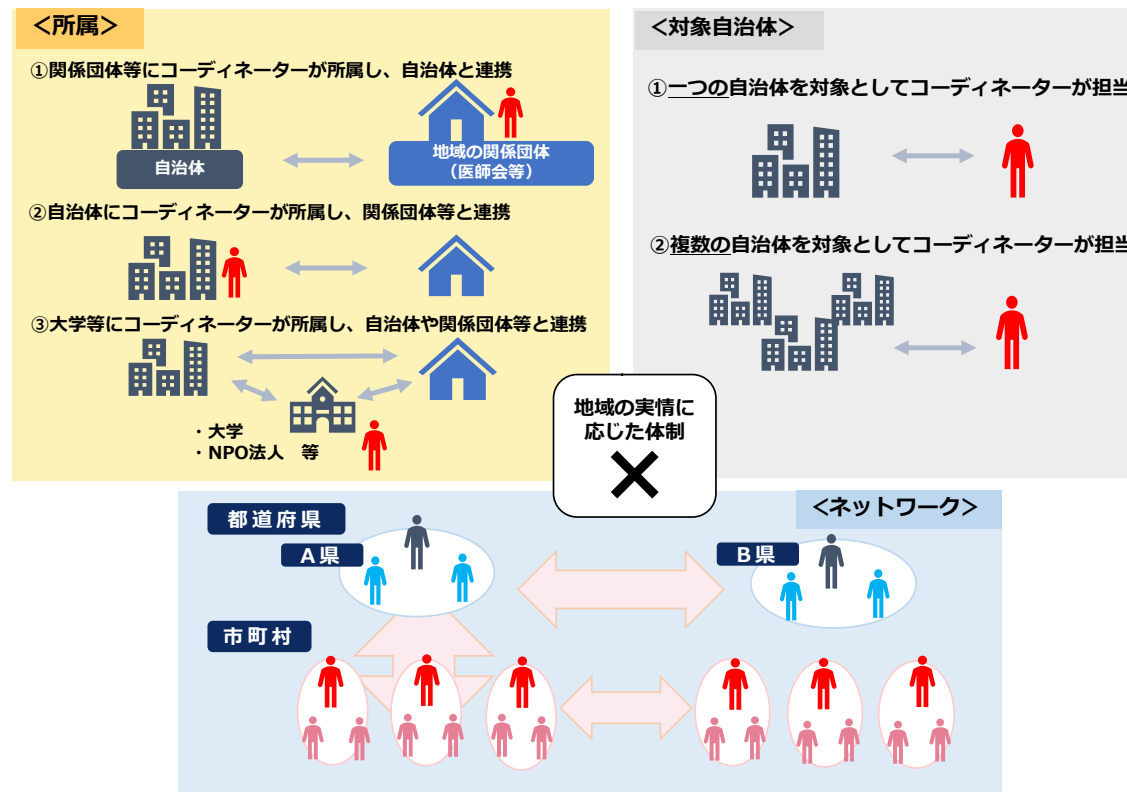 ＜所属＞
①関係団体等にコーディネーターが所属し、自治体と連携
自治体
地域の関係団体
（医師会等）
②自治体にコーディネーターが所属し、関係団体等と連携
③大学等にコーディネーターが所属し、自治体や関係団体等と連携
・大学
・NPO法人　等
＜対象自治体＞
①一つの自治体を対象としてコーディネーターが担当
②複数の自治体を対象としてコーディネーターが担当
地域の実情に
応じた体制
＜ネットワーク＞
都道府県
A県
B県
市町村